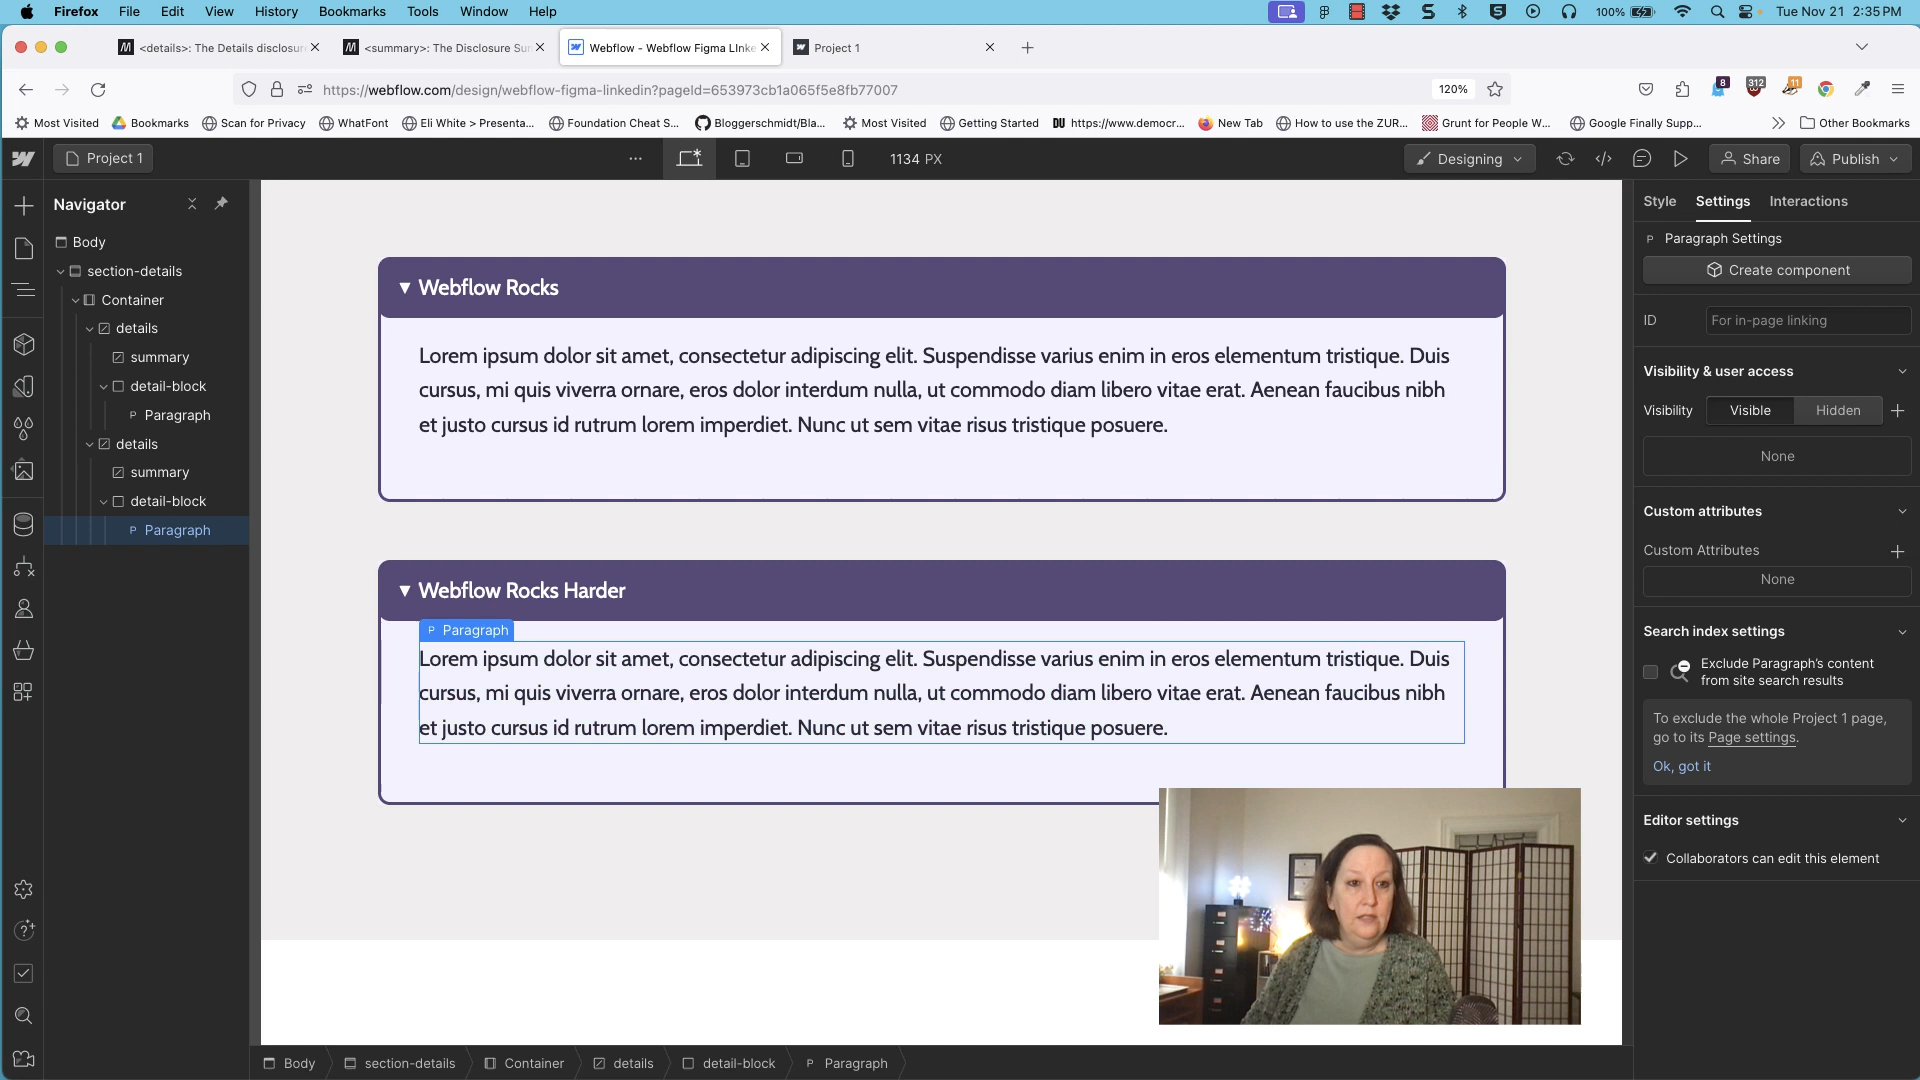 Firefox File Edit View History Bookmarks Tools Window Help 100% Tue Nov 21 2:35 PM
<details>: The Details disclosur
<summary>: The Disclosure Su
Webflow - Webflow Figma LInke
Project 1
https://webflow.com/design/webflow-figma-linkedin?pageId=653973cb1a065f5e8fb77007 120% 8 312 11
Most Visited Bookmarks Scan for Privacy WhatFont Eli White > Presenta... Foundation Cheat S... Bloggerschmidt/Bla... Most Visited Getting Started DU https://www.democr... New Tab How to use the ZUR... Grunt for People W... Google Finally Supp... Other Bookmarks
Project 1 ... 1134 PX Designing Share Publish
Navigator
Body
section-details
Container
details
summary
detail-block
P Paragraph
details
summary
detail-block
P Paragraph
Webflow Rocks
Lorem ipsum dolor sit amet, consectetur adipiscing elit. Suspendisse varius enim in eros elementum tristique. Duis
cursus, mi quis viverra ornare, eros dolor interdum nulla, ut commodo diam libero vitae erat. Aenean faucibus nibh
et justo cursus id rutrum lorem imperdiet. Nunc ut sem vitae risus tristique posuere.
Webflow Rocks Harder
P Paragraph
Lorem ipsum dolor sit amet, consectetur adipiscing elit. Suspendisse varius enim in eros elementum tristique. Duis
cursus, mi quis viverra ornare, eros dolor interdum nulla, ut commodo diam libero vitae erat. Aenean faucibus nibh
et justo cursus id rutrum lorem imperdiet. Nunc ut sem vitae risus tristique posuere.
Style Settings Interactions
P Paragraph Settings
Create component
ID For in-page linking
Visibility & user access
Visibility Visible Hidden
None
Custom attributes
Custom Attributes
None
Search index settings
Exclude Paragraph's content
from site search results
To exclude the whole Project 1 page,
go to its Page settings.
Ok, got it
Editor settings
Collaborators can edit this element
Body section-details Container details detail-block P Paragraph